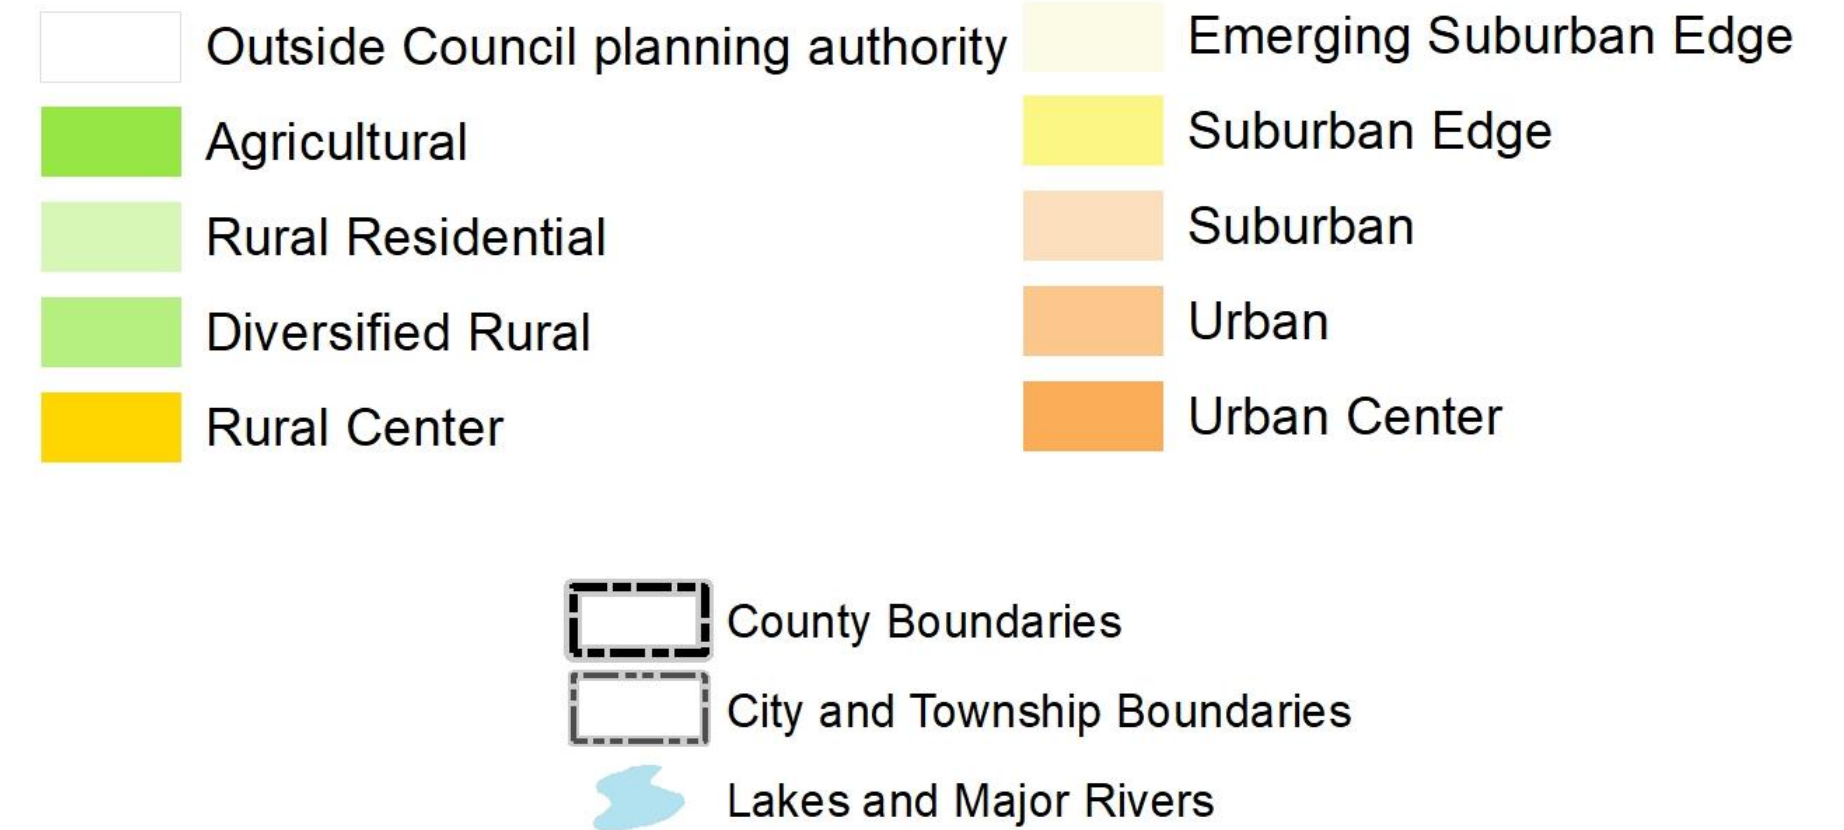 Outside Council planning authority
Agricultural
Rural Residential
Diversified Rural
Rural Center
Emerging Suburban Edge
Suburban Edge
Suburban
Urban
Urban Center
County Boundaries
City and Township Boundaries
Lakes and Major Rivers